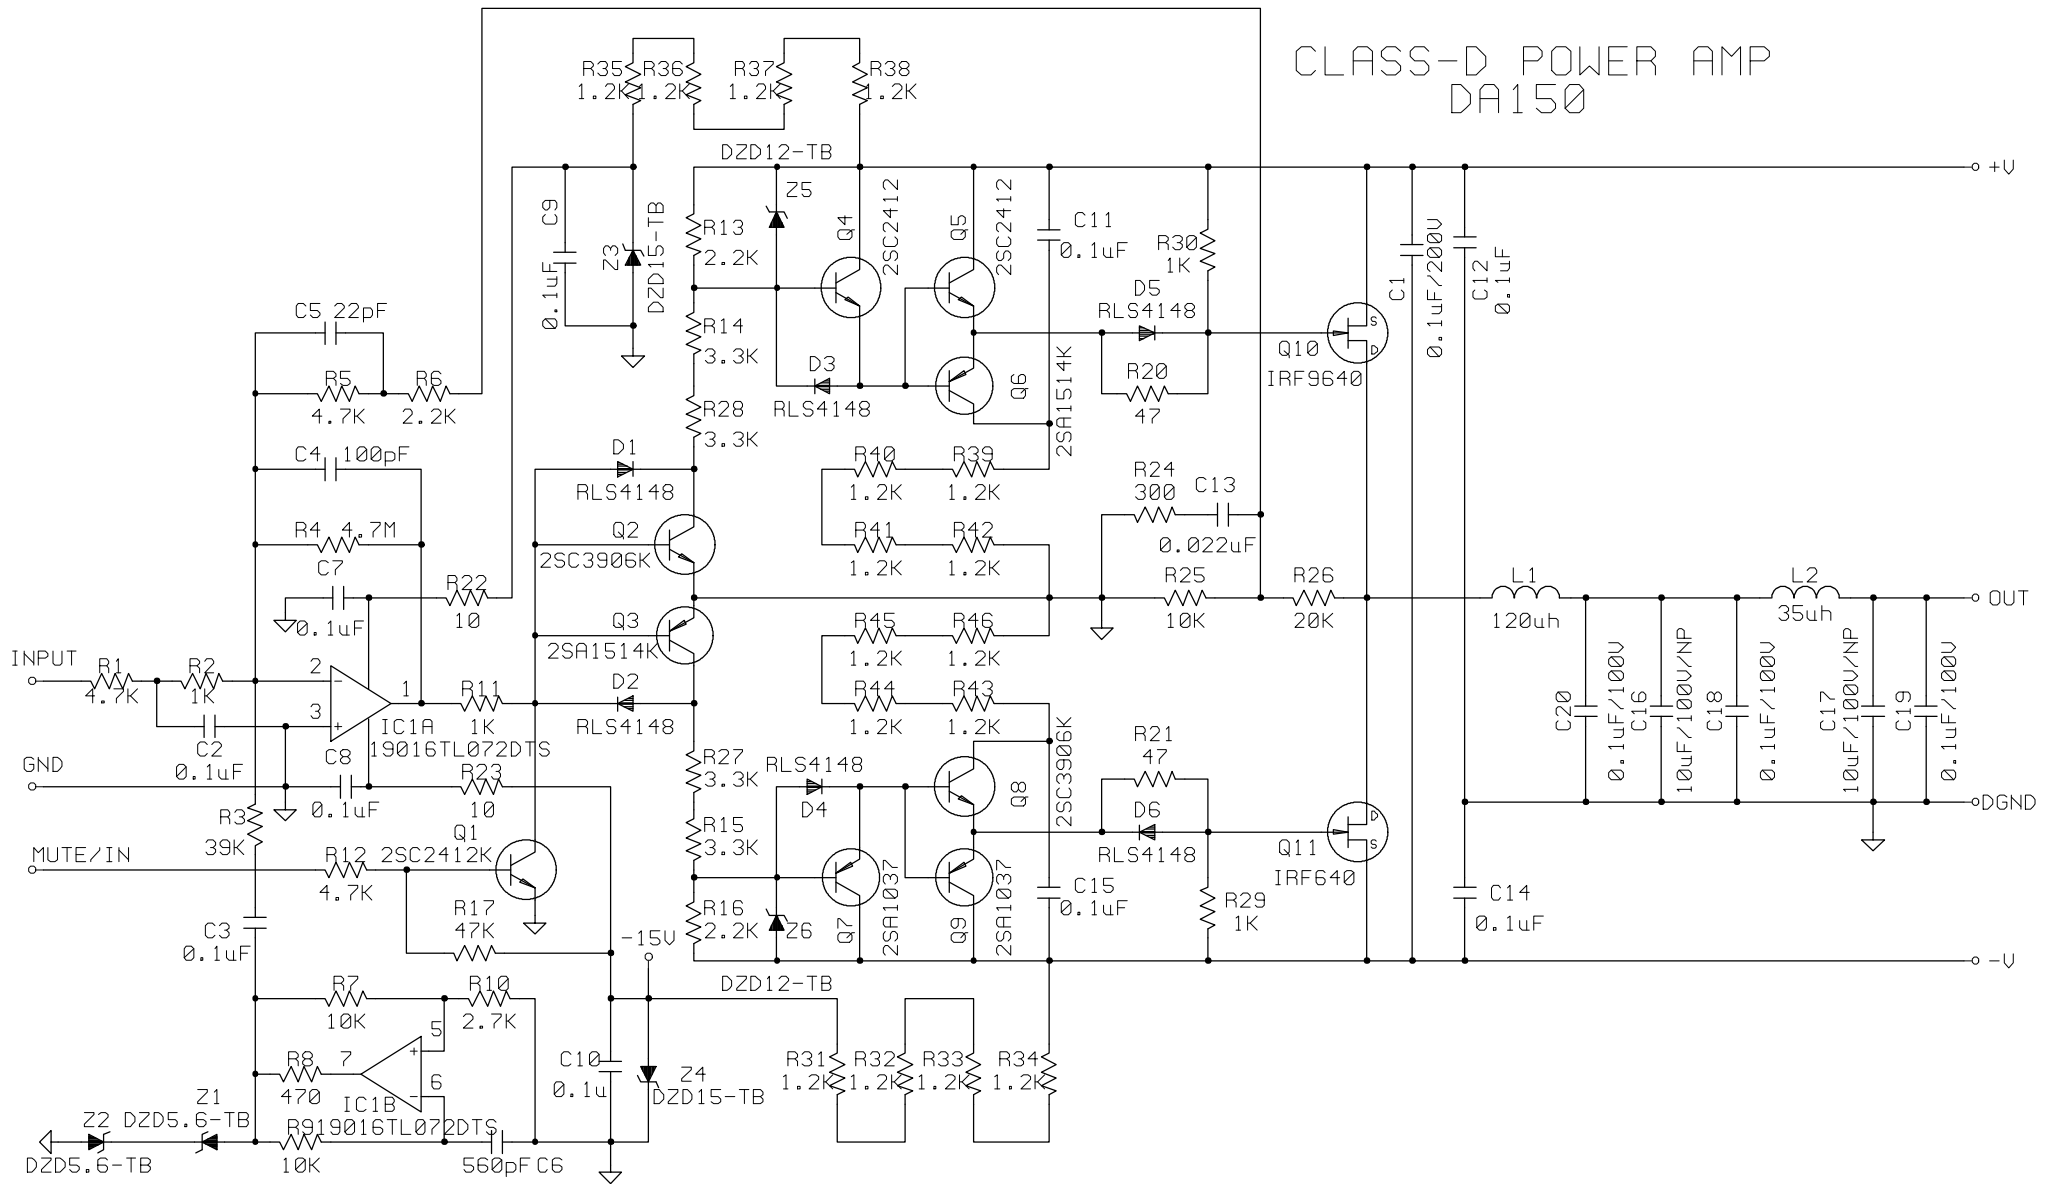 CLASS-D POWER AMP
DA150
R35
1.2K
R36
1.2K
R37
1.2K
R38
1.2K
DZD12-TB
+V
Z5
Q4
2SC2412
Q5
2SC2412
C9
0.1uF
Z3
DZD15-TB
R13
2.2K
C11
0.1uF
R30
1K
C1
0.1uF/200V
C12
0.1uF
C5 22pF
R14
3.3K
D5
RLS4148
S
D
Q10
IRF9640
R5
4.7K
R6
2.2K
D3
RLS4148
Q6
2SA1514K
R20
47
R28
3.3K
C4 100pF
D1
RLS4148
R40
1.2K
R39
1.2K
R24
300
C13
0.022uF
R4 4.7M
Q2
2SC3906K
R41
1.2K
R42
1.2K
C7
0.1uF
R22
10
R25
10K
R26
20K
L1
120uh
L2
35uh
OUT
Q3
2SA1514K
R45
1.2K
R46
1.2K
INPUT
R1
4.7K
R2
1K
2
3
1
-
+
IC1A
19016TL072DTS
R11
1K
D2
RLS4148
R44
1.2K
R43
1.2K
C2
0.1uF
C20
0.1uF/100V
C16
10uF/100V/NP
C18
0.1uF/100V
C17
10uF/100V/NP
C19
0.1uF/100V
GND
C8
0.1uF
R23
10
R27
3.3K
RLS4148
D4
Q8
2SC3906K
R21
47
D6
RLS4148
DGND
R3
39K
MUTE/IN
R12
4.7K
Q1
2SC2412K
R15
3.3K
D
S
Q11
IRF640
R17
47K
R16
2.2K
Z6
Q7
2SA1037
Q9
2SA1037
C15
0.1uF
R29
1K
C14
0.1uF
C3
0.1uF
-15V
-V
DZD12-TB
R7
10K
R10
2.7K
5
6
7
+
-
R8
470
IC1B
19016TL072DTS
C10
0.1u
Z4
DZD15-TB
R31
1.2K
R32
1.2K
R33
1.2K
R34
1.2K
Z1
DZD5.6-TB
Z2
DZD5.6-TB
R9
10K
560pF C6